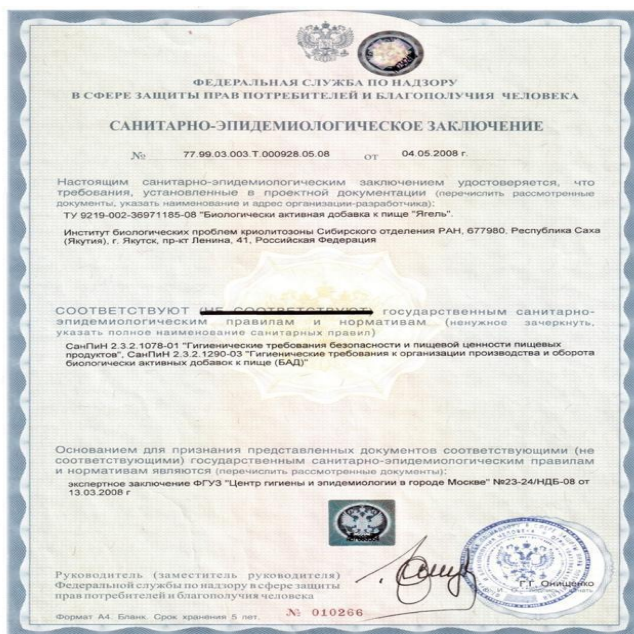 ФЕДЕРАЛЬНАЯ СЛУЖБА ПО НАДЗОРУ
В СФЕРЕ ЗАЩИТЫ ПРАВ ПОТРЕБИТЕЛЕЙ И БЛАГОПОЛУЧИЯ ЧЕЛОВЕКА
САНИТАРНО-ЭПИДЕМИОЛОГИЧЕСКОЕ ЗАКЛЮЧЕНИЕ
№ 77.99.03.003.Т.000928.05.08 от 04.05.2008 г.
Настоящим санитарно-эпидемиологическим заключением удостоверяется, что
требования, установленные в проектной документации (перечислить рассмотренные
документы, указать наименование и адрес организации-разработчика):
ТУ 9219-002-36971185-08 "Биологически активная добавка к пище "Ягель".
Институт биологических проблем криолитозоны Сибирского отделения РАН, 677980, Республика Саха
(Якутия), г. Якутск, пр-кт Ленина, 41, Российская Федерация
СООТВЕТСТВУЮТ (НЕ СООТВЕТСТВУЮТ) государственным санитарно-
эпидемиологическим правилам и нормативам (ненужное зачеркнуть,
указать полное наименование санитарных правил)
СанПиН 2.3.2.1078-01 "Гигиенические требования безопасности и пищевой ценности пищевых
продуктов", СанПиН 2.3.2.1290-03 "Гигиенические требования к организации производства и оборота
биологически активных добавок к пище (БАД)"
Основанием для признания представленных документов соответствующими (не
соответствующими) государственным санитарно-эпидемиологическим правилам
и нормативам являются (перечислить рассмотренные документы):
экспертное заключение ФГУЗ "Центр гигиены и эпидемиологии в городе Москве" №23-24/НДБ-08 от
13.03.2008 г
Руководитель (заместитель руководителя)
Федеральной службы по надзору в сфере защиты
прав потребителей и благополучия человека
Г.Г. Онищенко
Формат А4. Бланк. Срок хранения 5 лет.
№ 010266